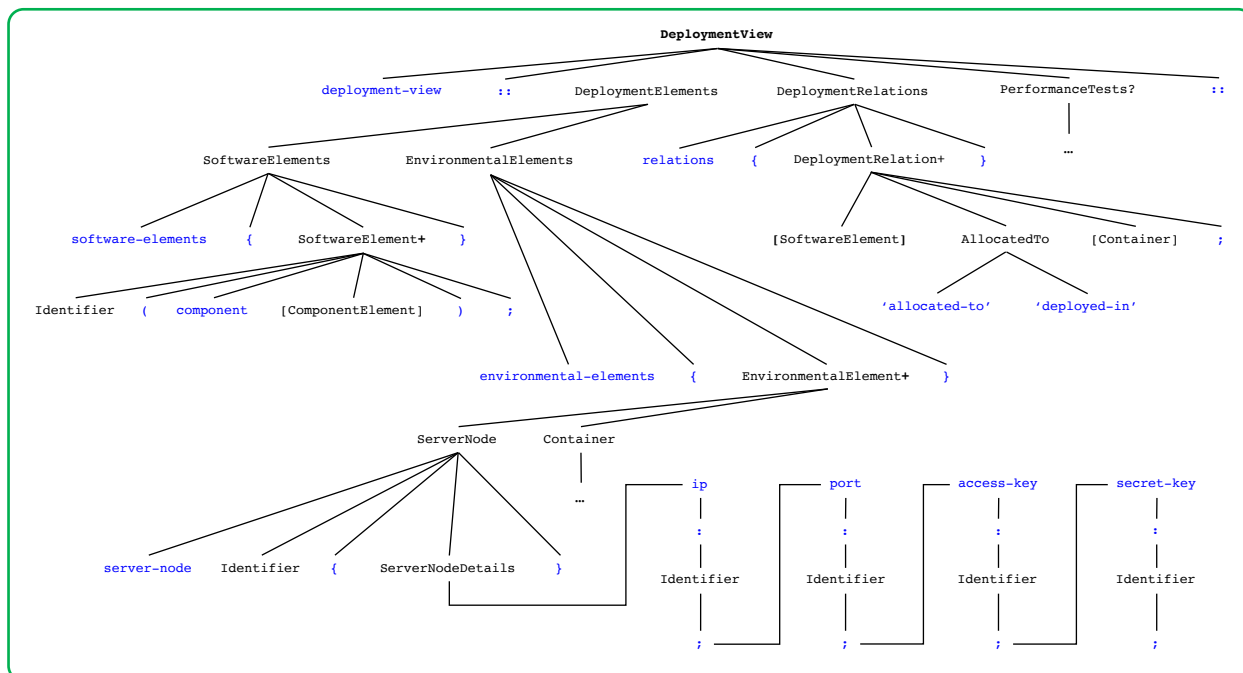 DeploymentView
deployment-view :: DeploymentElements DeploymentRelations PerformanceTests? ::
SoftwareElements EnvironmentalElements relations { DeploymentRelation+ } …
software-elements { SoftwareElement+ } [SoftwareElement] AllocatedTo [Container] ;
Identifier ( component [ComponentElement] ) ; ‘allocated-to’ ‘deployed-in’
environmental-elements { EnvironmentalElement+ }
ServerNode Container
… ip port access-key secret-key
: : : :
server-node Identifier { ServerNodeDetails } Identifier Identifier Identifier Identifier
; ; ; ;